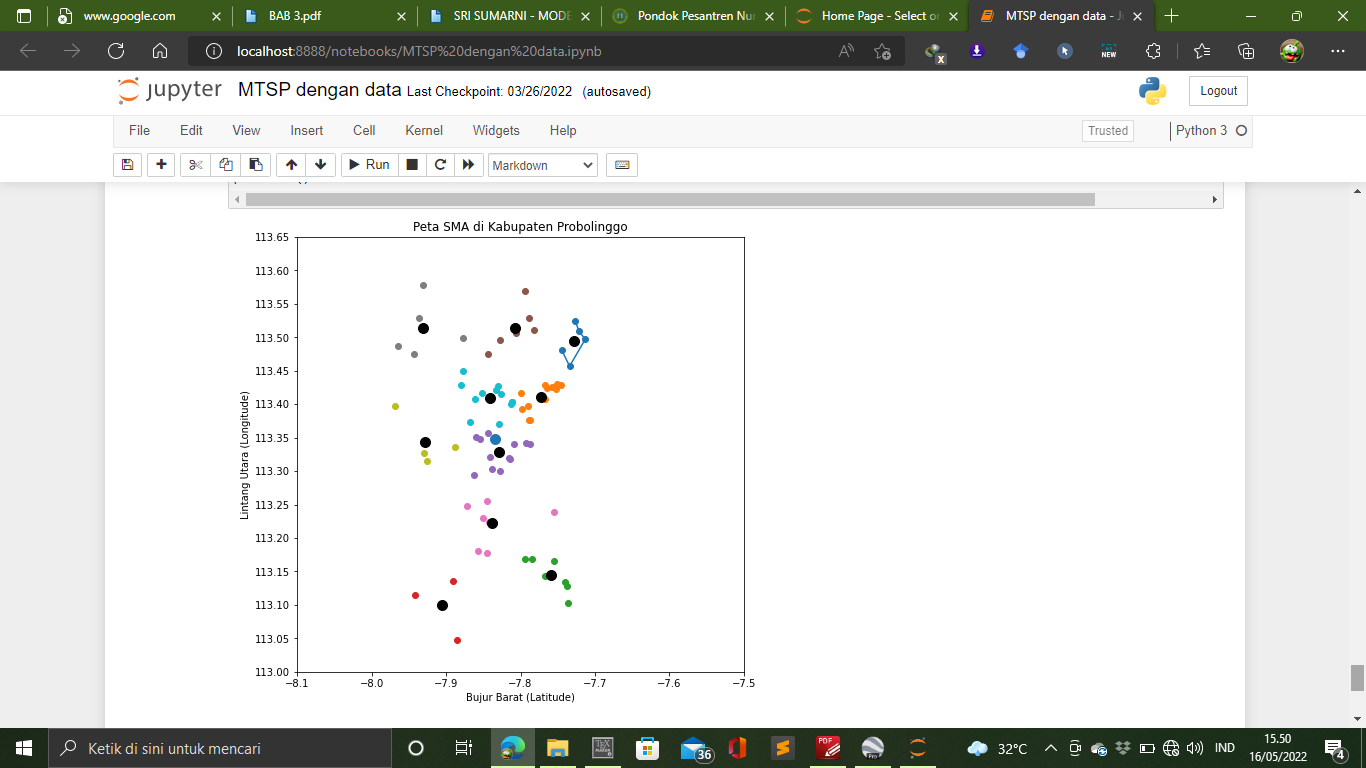 www.google.com
BAB 3.pdf
SRI SUMARNI - MODE
Pondok Pesantren Nu
Home Page - Select o
MTSP dengan data - J
localhost:8888/notebooks/MTSP%20dengan%20data.ipynb
x
NEW
jupyter MTSP dengan data Last Checkpoint: 03/26/2022 (autosaved)
Logout
File Edit View Insert Cell Kernel Widgets Help
Trusted
Python 3
Run
Markdown
Peta SMA di Kabupaten Probolinggo
113.65
113.60
113.55
113.50
113.45
113.40
113.35
113.30
113.25
113.20
113.15
113.10
113.05
113.00
Lintang Utara (Longitude)
−8.1 −8.0 −7.9 −7.8 −7.7 −7.6 −7.5
Bujur Barat (Latitude)
Ketik di sini untuk mencari
TEX
36
PDF
Pro
32°C
IND
15.50
16/05/2022
4